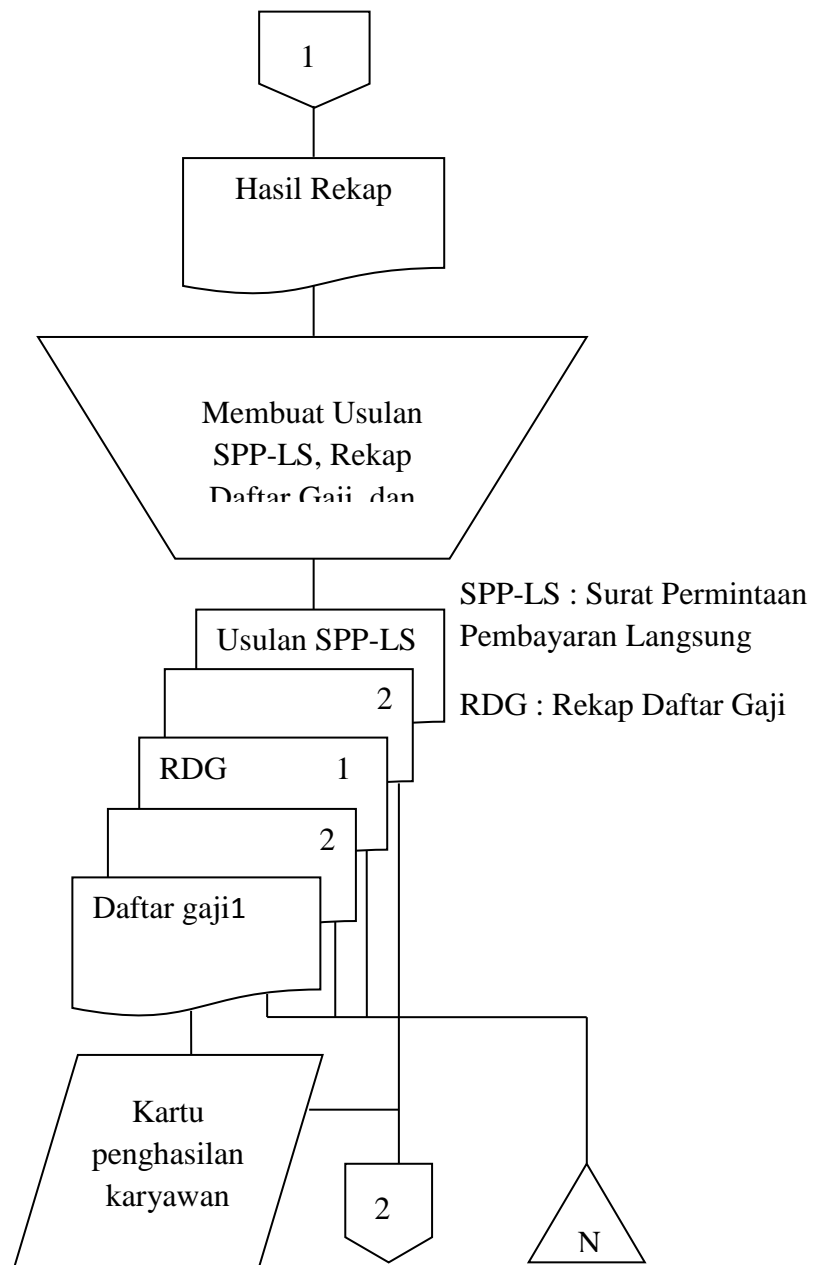 1
Hasil Rekap
Membuat Usulan
SPP-LS, Rekap
Daftar Gaji, dan
SPP-LS : Surat Permintaan
Pembayaran Langsung
Usulan SPP-LS
2
RDG : Rekap Daftar Gaji
RDG 1
2
Daftar gaji1
Kartu
penghasilan
karyawan
2
N